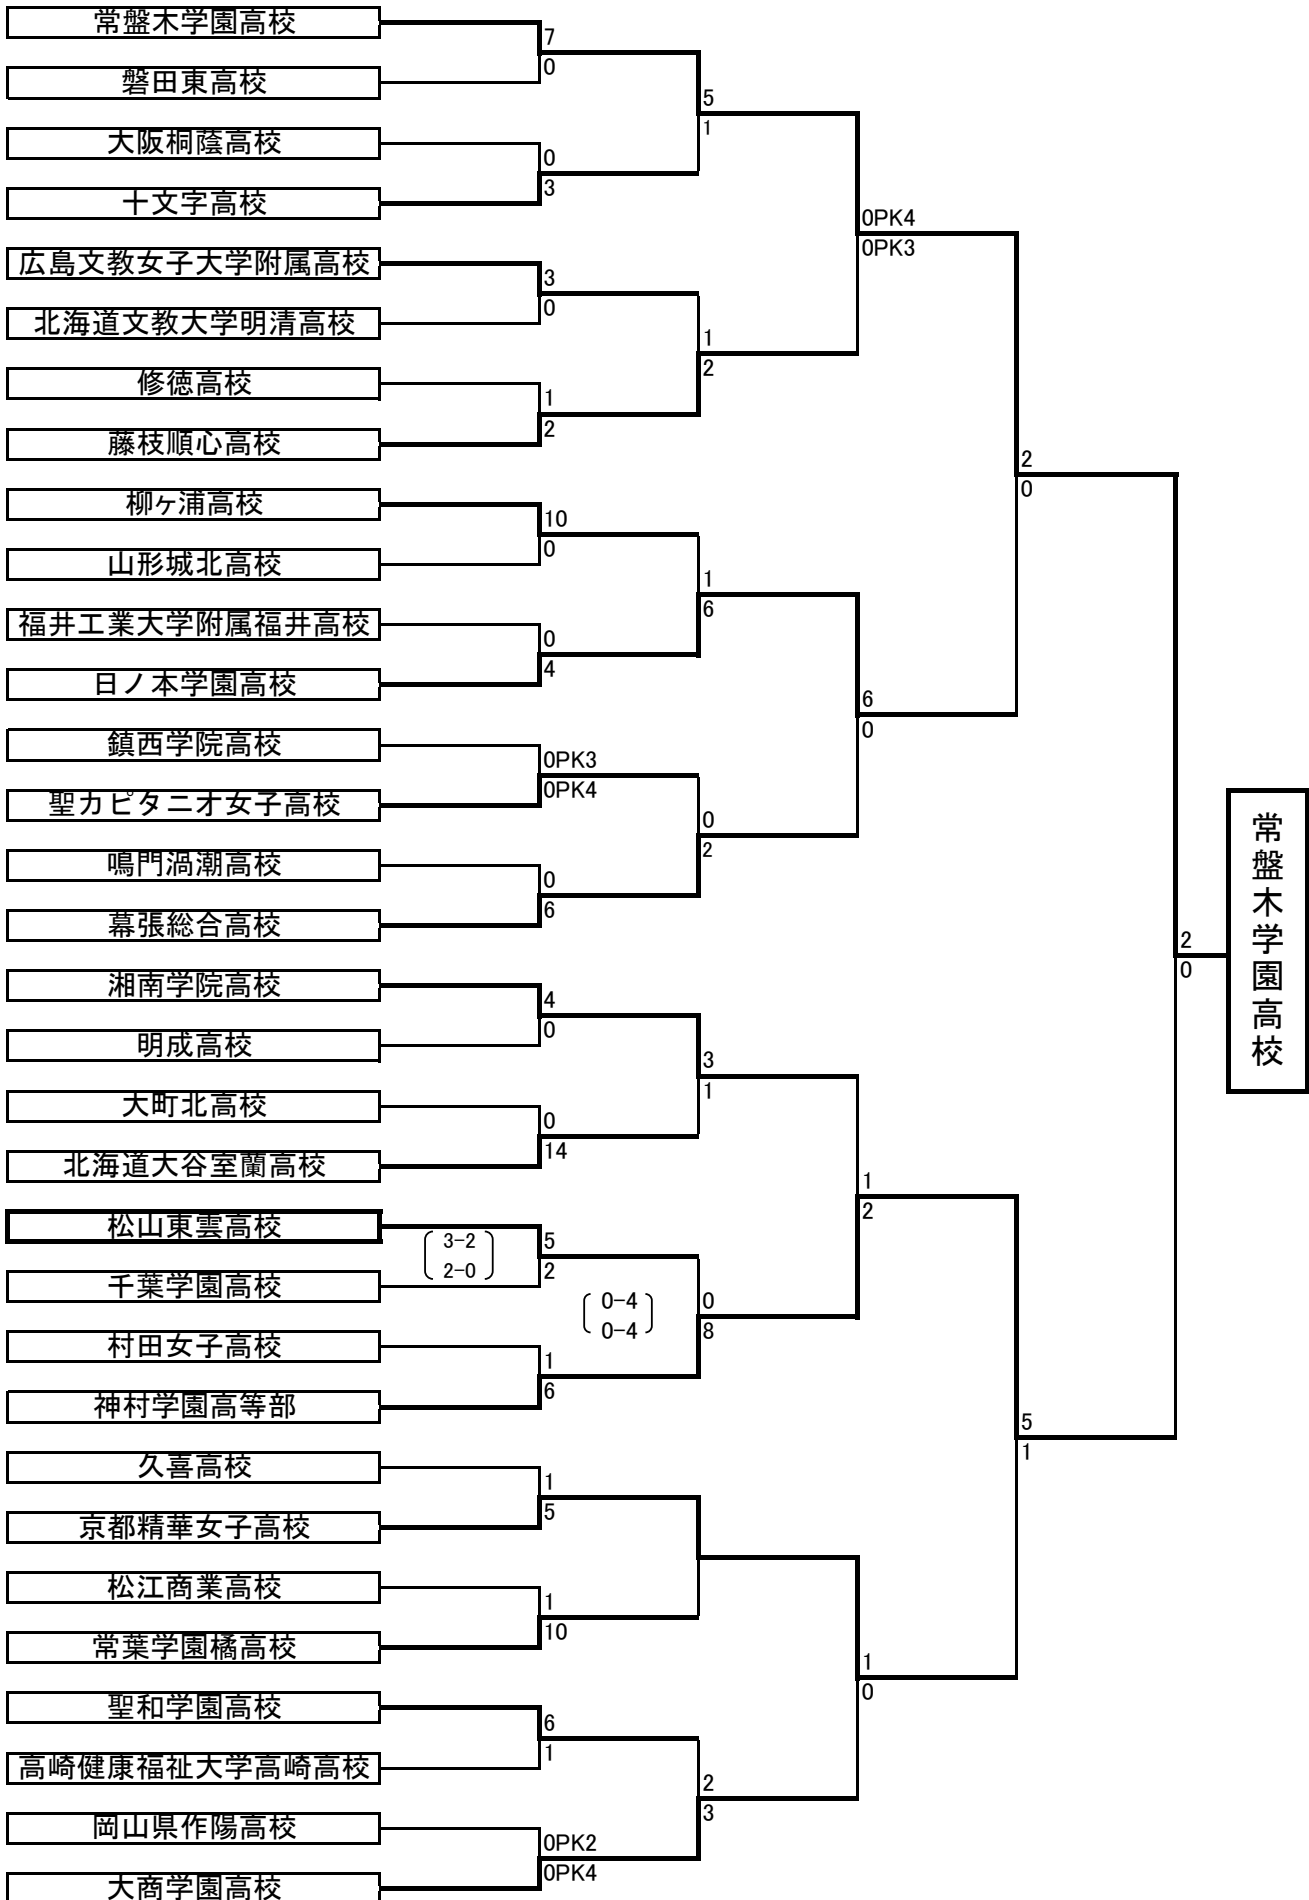 常盤木学園高校
7
0
磐田東高校
5
1
大阪桐蔭高校
0
3
十文字高校
0PK4
0PK3
広島文教女子大学附属高校
3
0
北海道文教大学明清高校
1
2
修徳高校
1
2
藤枝順心高校
2
0
柳ヶ浦高校
10
0
山形城北高校
1
6
福井工業大学附属福井高校
0
4
日ノ本学園高校
6
0
鎮西学院高校
0PK3
0PK4
聖カピタニオ女子高校
0
2
鳴門渦潮高校
0
6
幕張総合高校
2
0
常盤木学園高校
湘南学院高校
4
0
明成高校
3
1
大町北高校
0
14
北海道大谷室蘭高校
1
2
松山東雲高校
3-2
2-0
5
2
千葉学園高校
0-4
0-4
0
8
村田女子高校
1
6
神村学園高等部
5
1
久喜高校
1
5
京都精華女子高校
松江商業高校
1
10
常葉学園橘高校
1
0
聖和学園高校
6
1
高崎健康福祉大学高崎高校
2
3
岡山県作陽高校
0PK2
0PK4
大商学園高校